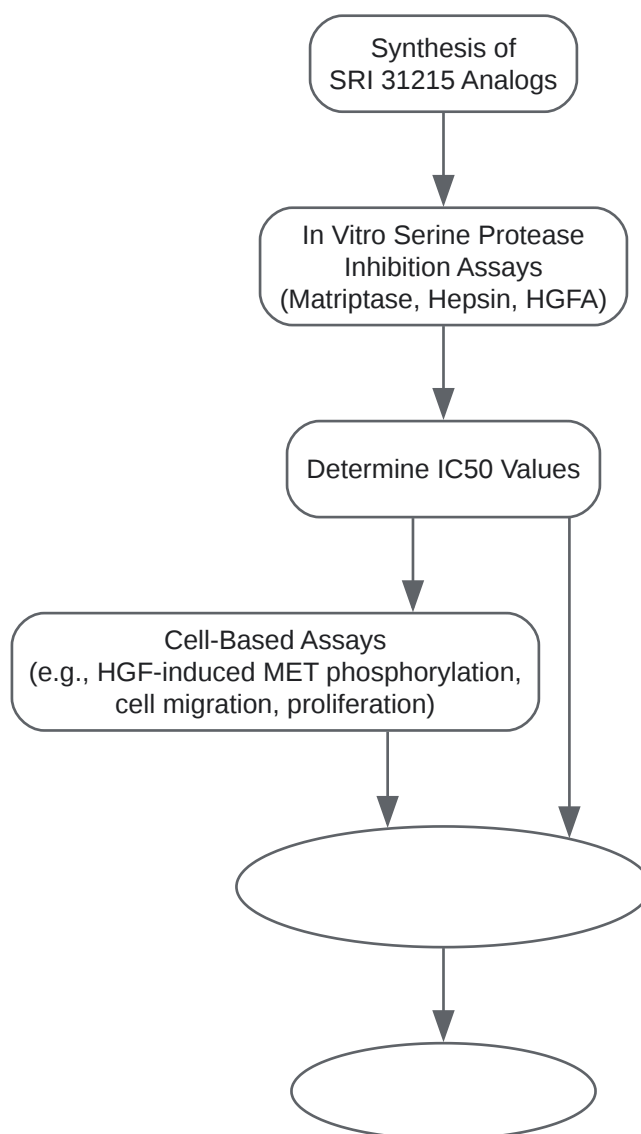 Synthesis of
SRI 31215 Analogs
In Vitro Serine Protease
Inhibition Assays
(Matriptase, Hepsin, HGFA)
Determine IC50 Values
Cell-Based Assays
(e.g., HGF-induced MET phosphorylation,
cell migration, proliferation)